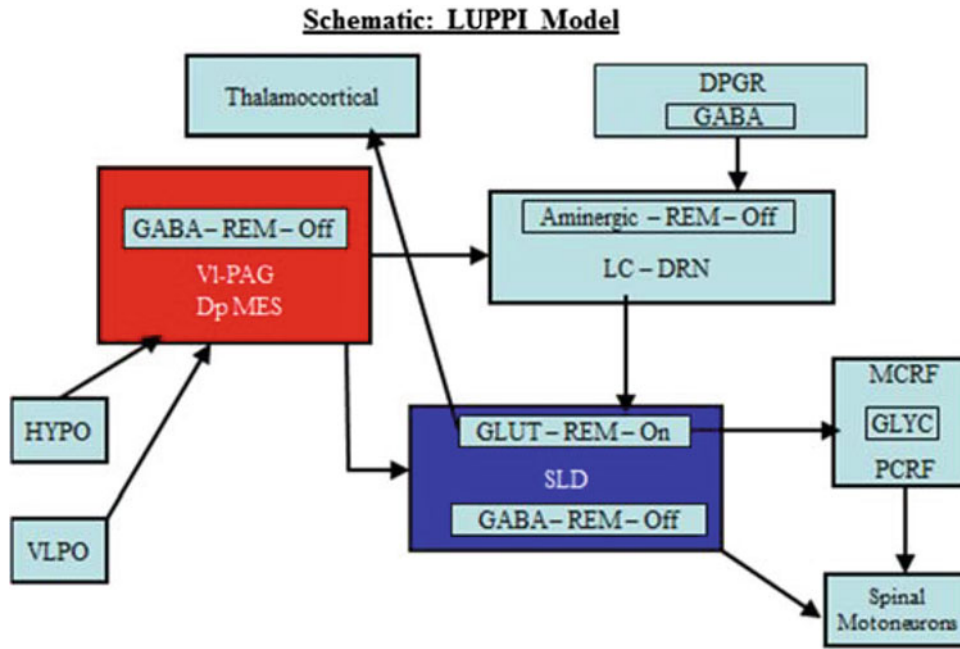 Schematic: LUPPI Model
Thalamocortical
DPGR
GABA
GABA – REM – Off
Vl-PAG
Dp MES
Aminergic – REM – Off
LC – DRN
HYPO
VLPO
GLUT – REM – On
SLD
GABA – REM – Off
MCRF
GLYC
PCRF
Spinal
Motoneurons